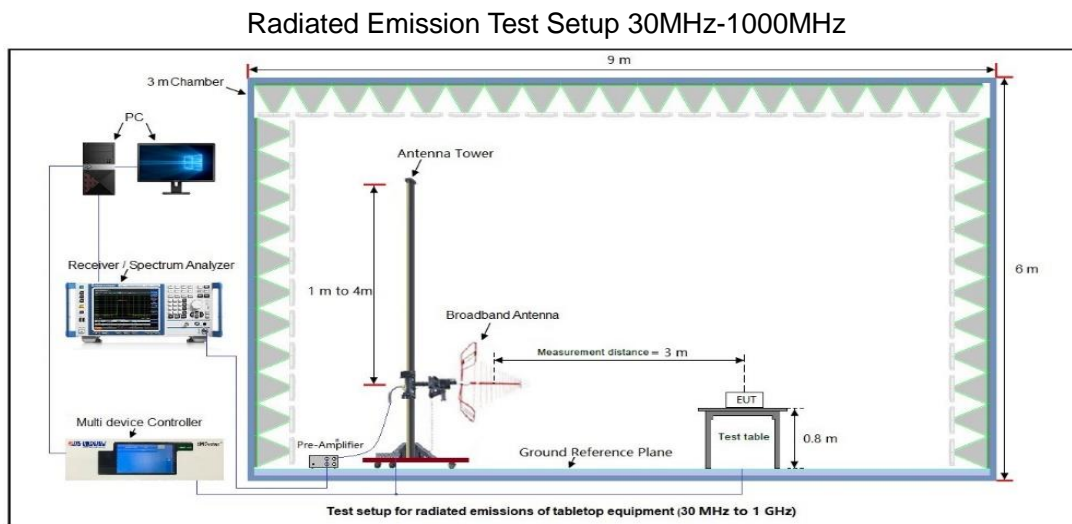 Radiated Emission Test Setup 30MHz-1000MHz
9 m
3 m Chamber
PC
Antenna Tower
Receiver / Spectrum Analyzer
1 m to 4m
6 m
Broadband Antenna
Measurement distance = 3 m
EUT
Multi device Controller
Pre-Amplifier
Test table
0.8 m
Ground Reference Plane
Test setup for radiated emissions of tabletop equipment (30 MHz to 1 GHz)